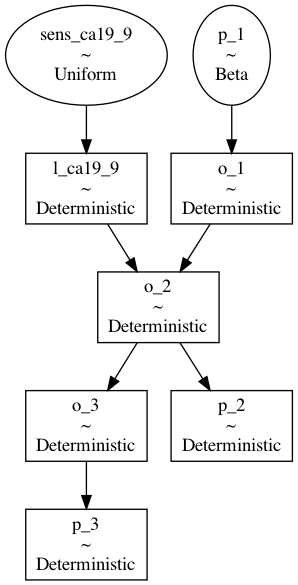 sens_ca19_9
~
Uniform
p_1
~
Beta
l_ca19_9
~
Deterministic
o_1
~
Deterministic
o_2
~
Deterministic
o_3
~
Deterministic
p_2
~
Deterministic
p_3
~
Deterministic